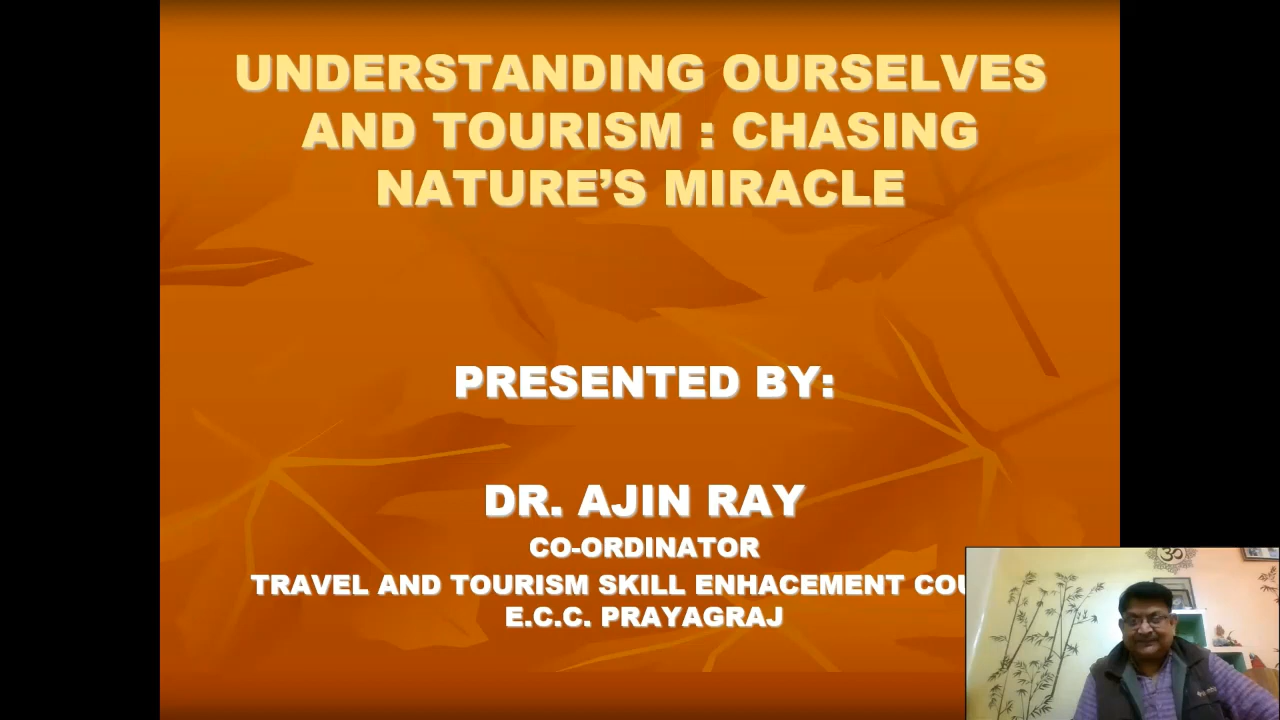 UNDERSTANDING OURSELVES
AND TOURISM : CHASING
NATURE’S MIRACLE
PRESENTED BY:
DR. AJIN RAY
CO-ORDINATOR
TRAVEL AND TOURISM SKILL ENHACEMENT
E.C.C. PRAYAGRAJ
ॐ